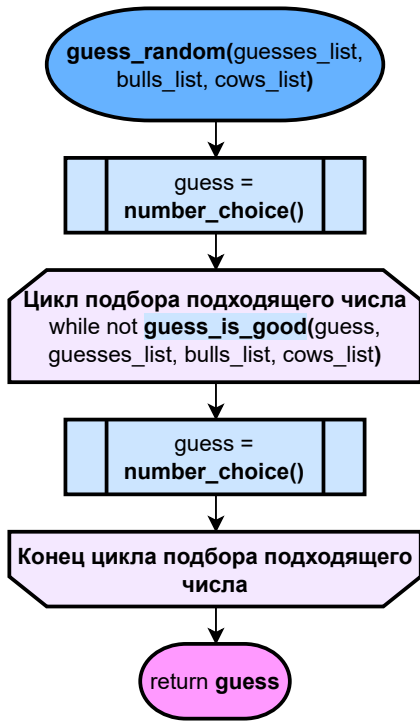 guess_random(guesses_list,
bulls_list, cows_list)
guess =
number_choice()
Цикл подбора подходящего числа
while not guess_is_good(guess,
guesses_list, bulls_list, cows_list)
guess =
number_choice()
Конец цикла подбора подходящего
числа
return guess